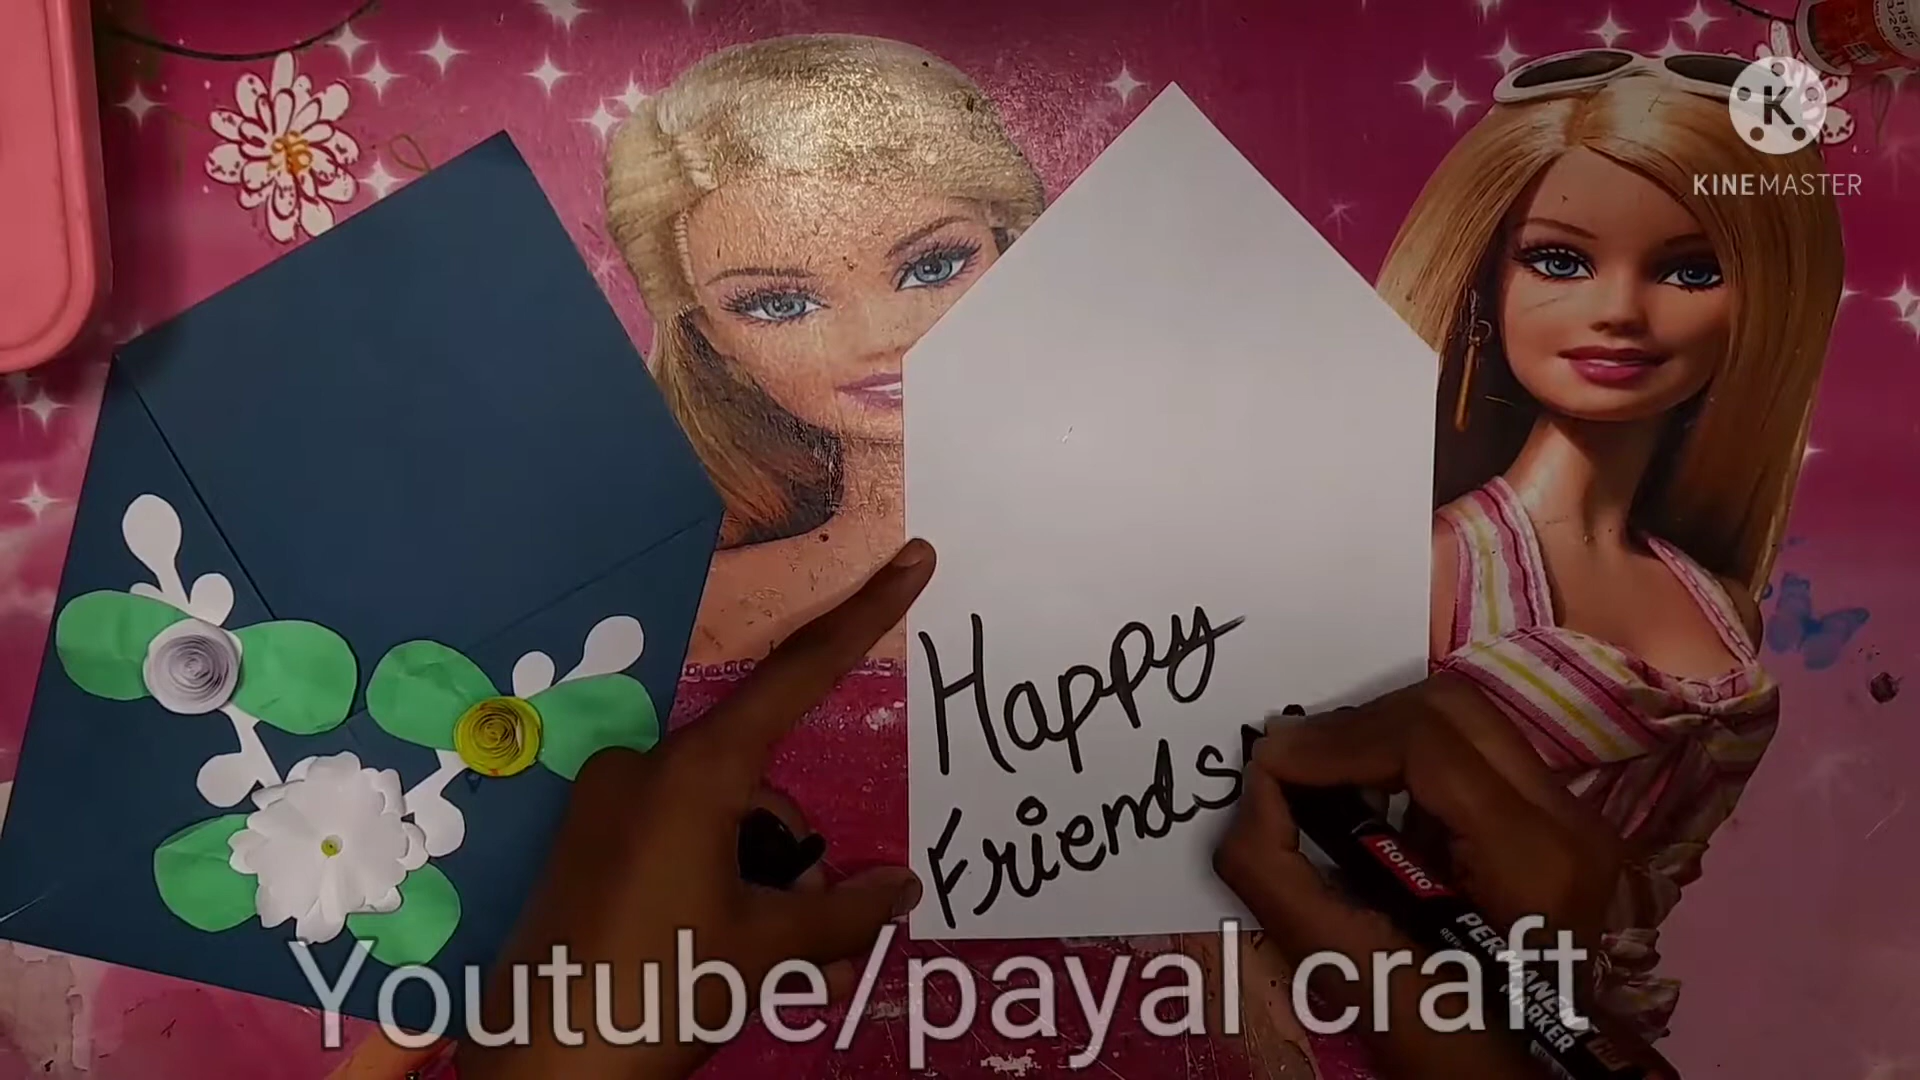 KINEMASTER
Happy
Friends
Rorito
PERMANENT
MARKER
Youtube/payal craft